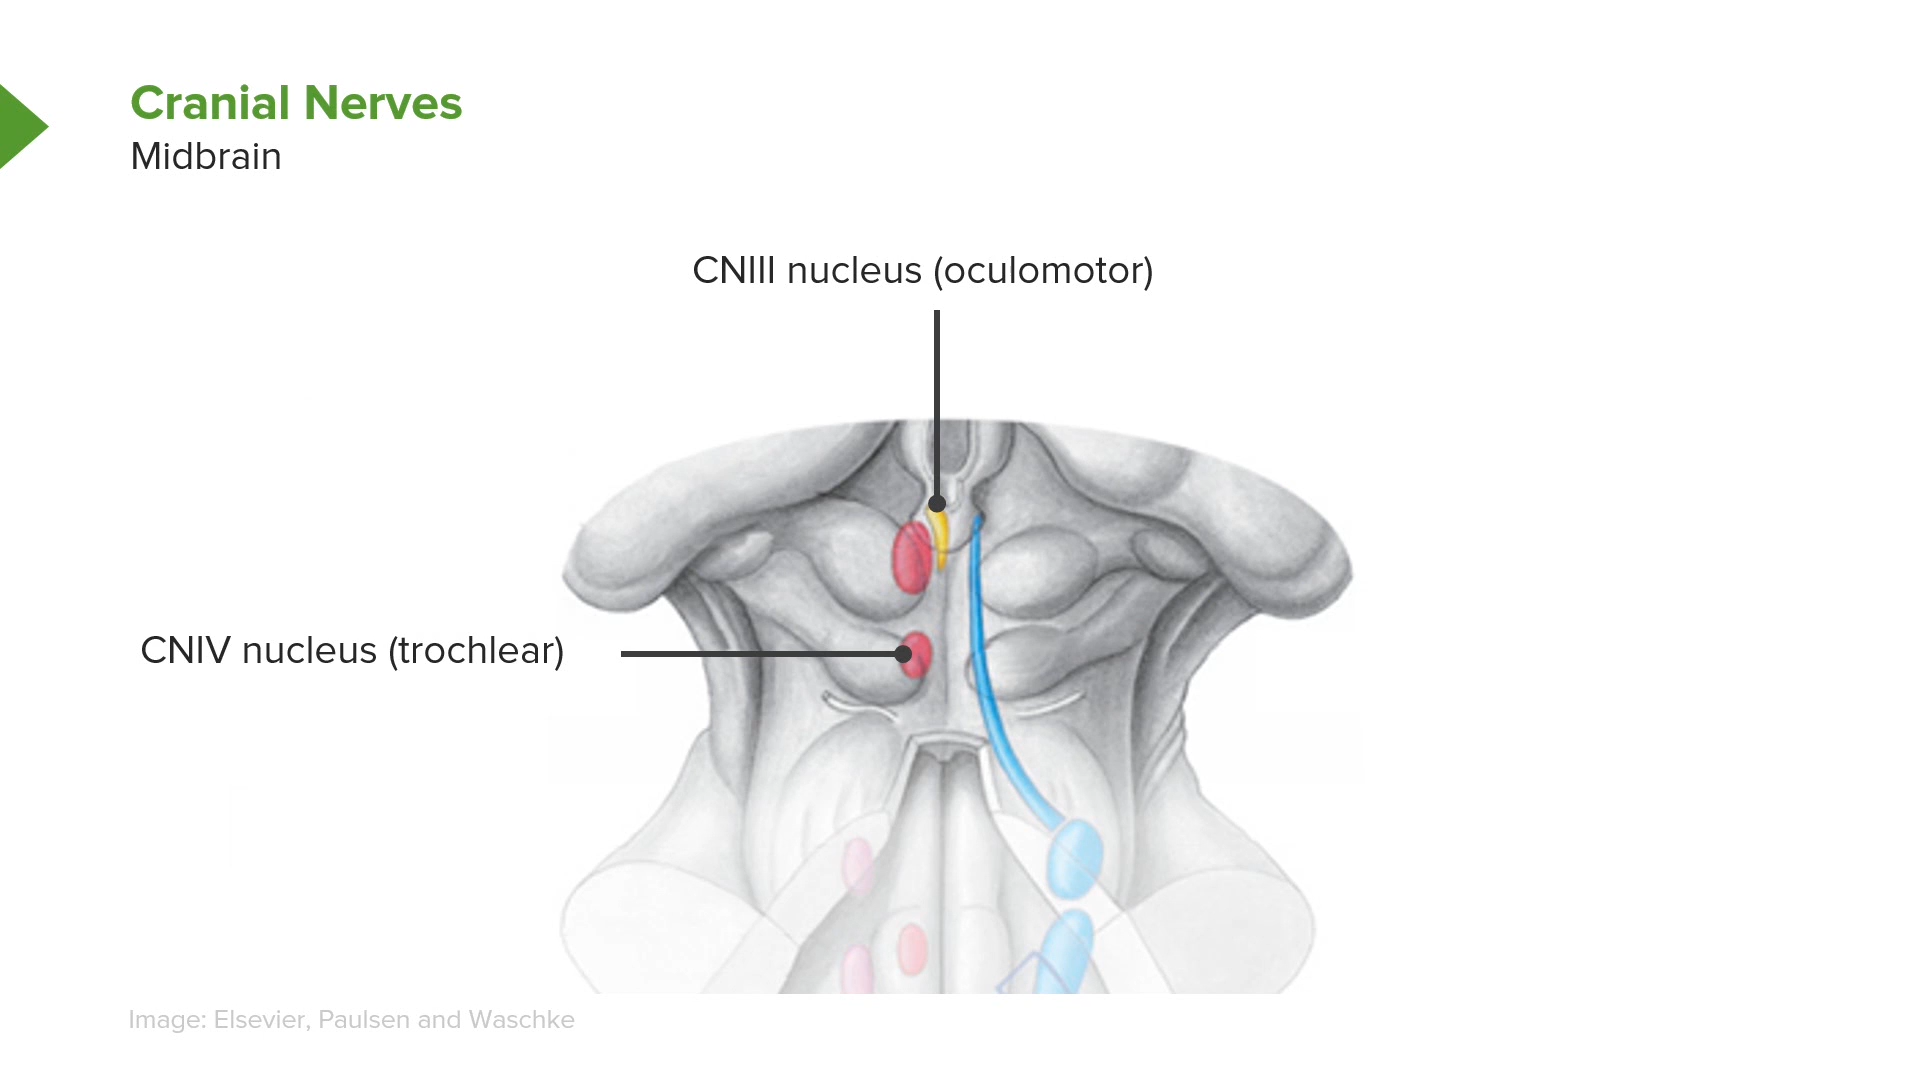 Cranial Nerves
Midbrain
CNIII nucleus (oculomotor)
CNIV nucleus (trochlear)
Image: Elsevier, Paulsen and Waschke